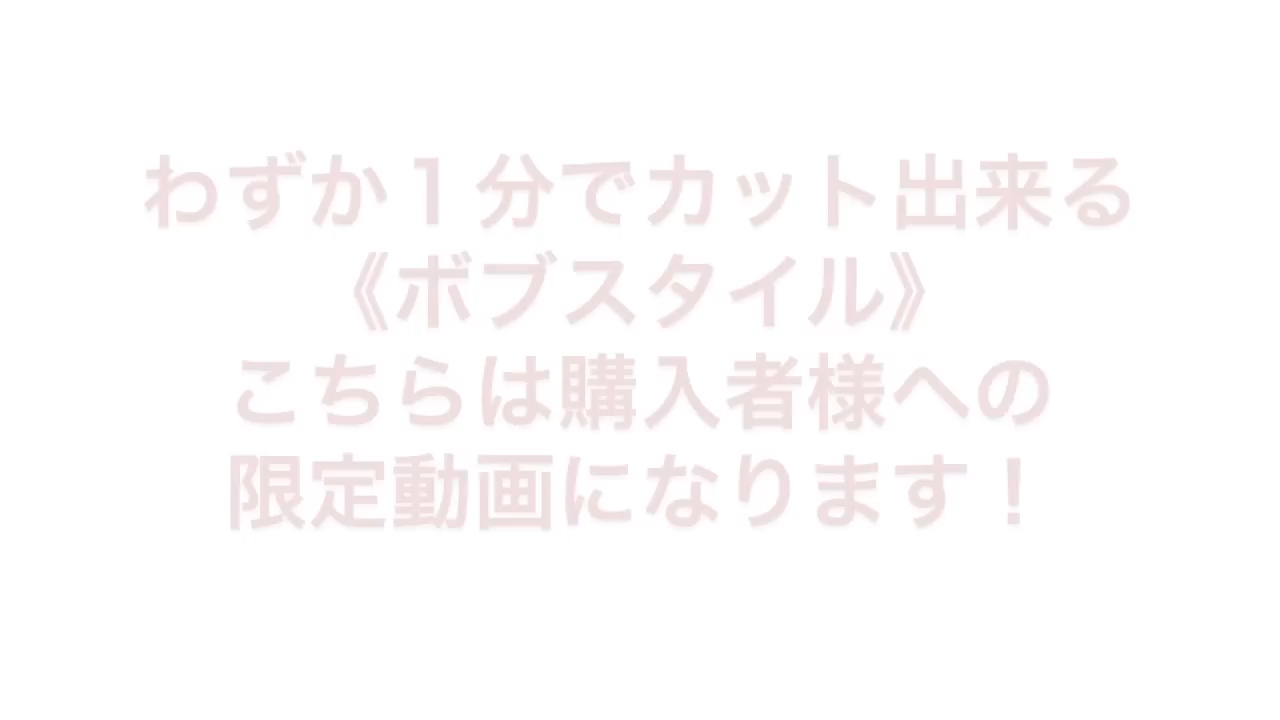 わずか１分でカット出来る
《ボブスタイル》
こちらは購入者様への
限定動画になります！